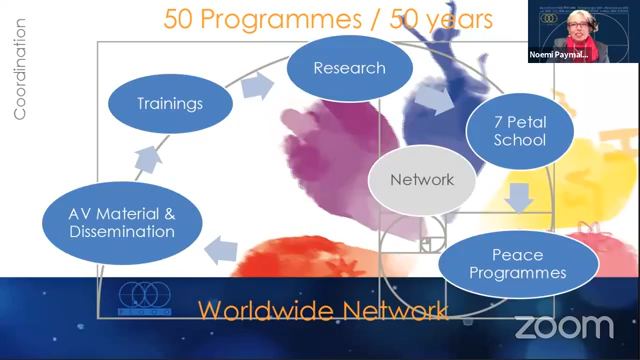 50 Programmes / 50 years
Coordination
Noemi Paymal...
Research
Trainings
7 Petal
School
Network
AV Material &
Dissemination
Peace
Programmes
Worldwide Network
zoom